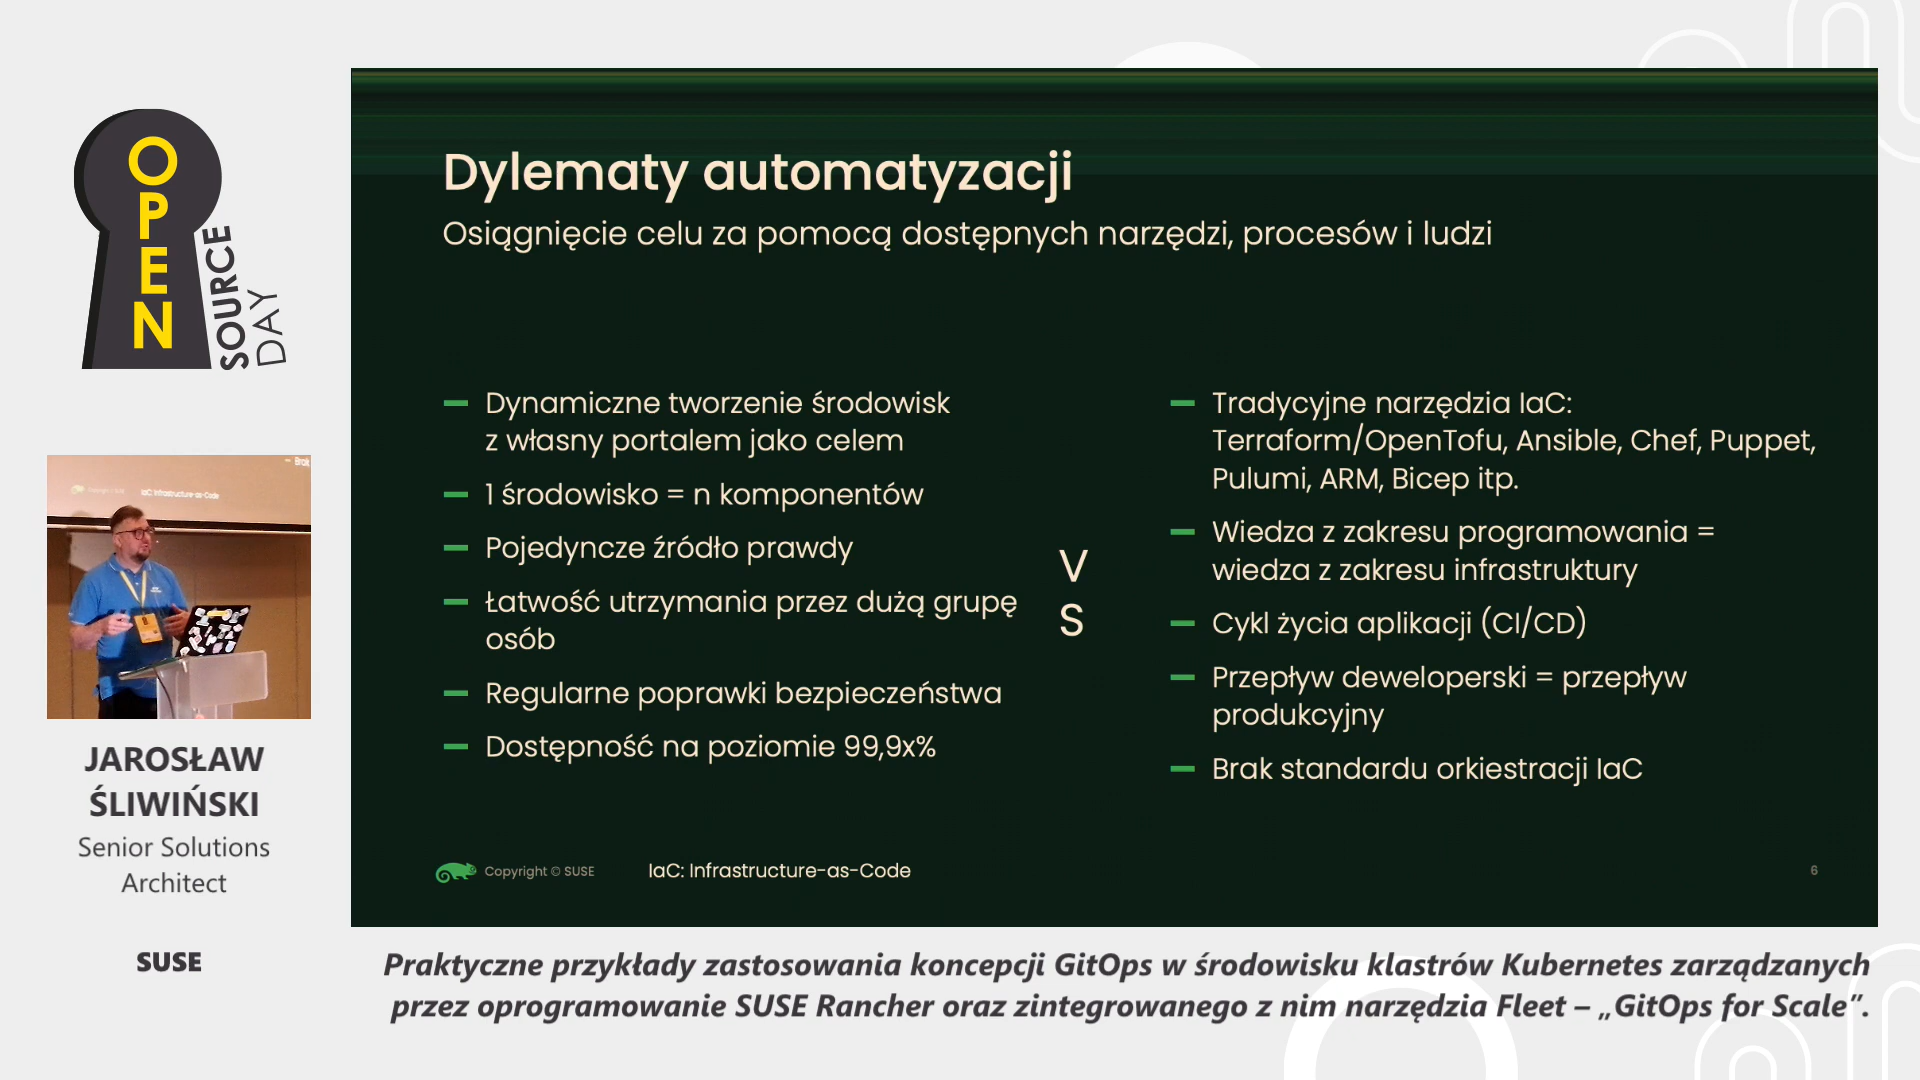 OPEN
SOURCE
DAY
Dylematy automatyzacji
Osiągnięcie celu za pomocą dostępnych narzędzi, procesów i ludzi
Dynamiczne tworzenie środowisk
z własny portalem jako celem
1 środowisko = n komponentów
Pojedyncze źródło prawdy
Łatwość utrzymania przez dużą grupę
osób
Regularne poprawki bezpieczeństwa
Dostępność na poziomie 99,9x%
V
S
Tradycyjne narzędzia IaC:
Terraform/OpenTofu, Ansible, Chef, Puppet,
Pulumi, ARM, Bicep itp.
Wiedza z zakresu programowania =
wiedza z zakresu infrastruktury
Cykl życia aplikacji (CI/CD)
Przepływ deweloperski = przepływ
produkcyjny
Brak standardu orkiestracji IaC
Copyright © SUSE
IaC: Infrastructure-as-Code
6
Brak
IaC: Infrastructure-as-Code
JAROSŁAW
ŚLIWIŃSKI
Senior Solutions
Architect
SUSE
Praktyczne przykłady zastosowania koncepcji GitOps w środowisku klastrów Kubernetes zarządzanych
przez oprogramowanie SUSE Rancher oraz zintegrowanego z nim narzędzia Fleet – „GitOps for Scale”.